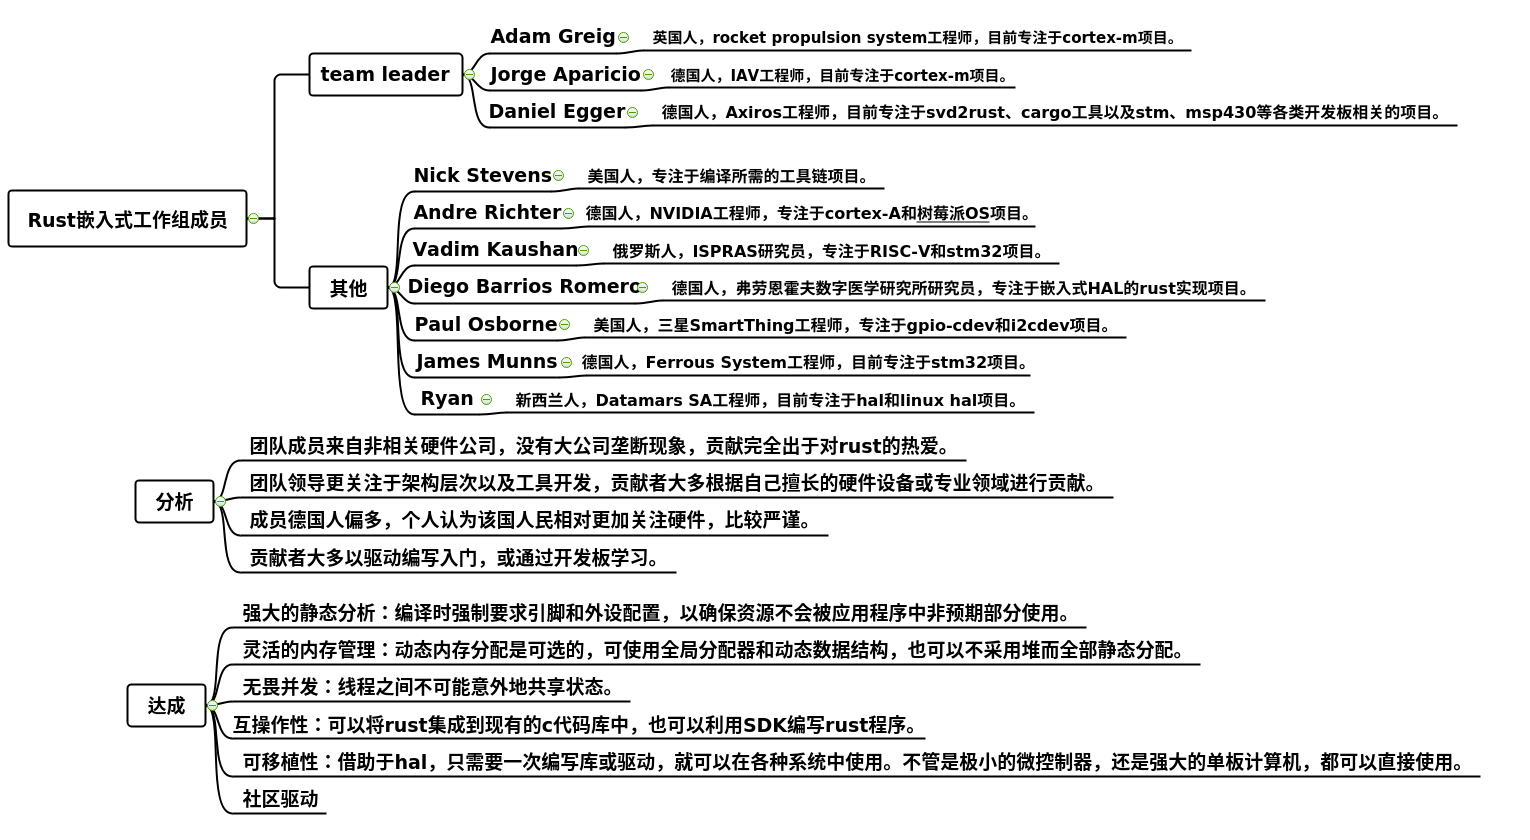 Rust嵌入式工作组成员
team leader
Adam Greig 英国人，rocket propulsion system工程师，目前专注于cortex-m项目。
Jorge Aparicio 德国人，IAV工程师，目前专注于cortex-m项目。
Daniel Egger 德国人，Axiros工程师，目前专注于svd2rust、cargo工具以及stm、msp430等各类开发板相关的项目。
其他
Nick Stevens 美国人，专注于编译所需的工具链项目。
Andre Richter 德国人，NVIDIA工程师，专注于cortex-A和树莓派OS项目。
Vadim Kaushan 俄罗斯人，ISPRAS研究员，专注于RISC-V和stm32项目。
Diego Barrios Romero 德国人，弗劳恩霍夫数字医学研究所研究员，专注于嵌入式HAL的rust实现项目。
Paul Osborne 美国人，三星SmartThing工程师，专注于gpio-cdev和i2cdev项目。
James Munns 德国人，Ferrous System工程师，目前专注于stm32项目。
Ryan 新西兰人，Datamars SA工程师，目前专注于hal和linux hal项目。
分析
团队成员来自非相关硬件公司，没有大公司垄断现象，贡献完全出于对rust的热爱。
团队领导更关注于架构层次以及工具开发，贡献者大多根据自己擅长的硬件设备或专业领域进行贡献。
成员德国人偏多，个人认为该国人民相对更加关注硬件，比较严谨。
贡献者大多以驱动编写入门，或通过开发板学习。
达成
强大的静态分析：编译时强制要求引脚和外设配置，以确保资源不会被应用程序中非预期部分使用。
灵活的内存管理：动态内存分配是可选的，可使用全局分配器和动态数据结构，也可以不采用堆而全部静态分配。
无畏并发：线程之间不可能意外地共享状态。
互操作性：可以将rust集成到现有的c代码库中，也可以利用SDK编写rust程序。
可移植性：借助于hal，只需要一次编写库或驱动，就可以在各种系统中使用。不管是极小的微控制器，还是强大的单板计算机，都可以直接使用。
社区驱动